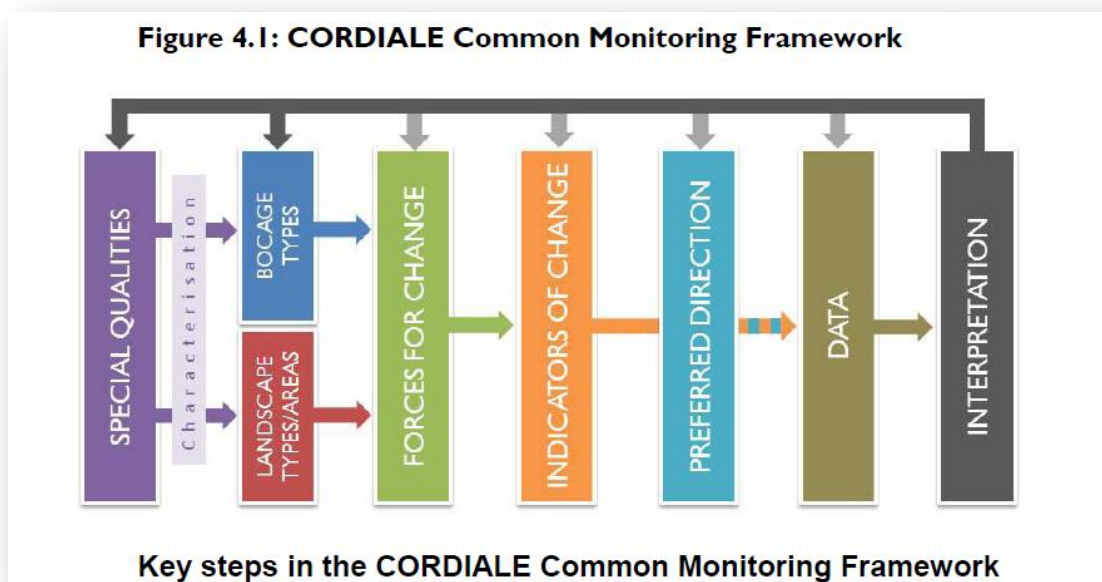 Figure 4.1: CORDIALE Common Monitoring Framework
SPECIAL QUALITIES
Characterisation
BOCAGE
TYPES
LANDSCAPE
TYPES/AREAS
FORCES FOR CHANGE
INDICATORS OF CHANGE
PREFERRED DIRECTION
DATA
INTERPRETATION
Key steps in the CORDIALE Common Monitoring Framework